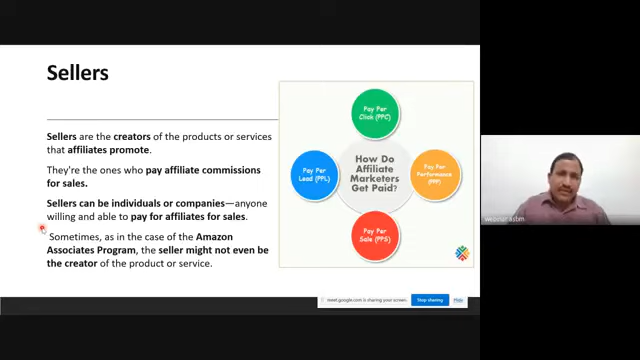 Sellers
Sellers are the creators of the products or services
that affiliates promote.
They're the ones who pay affiliate commissions
for sales.
Sellers can be individuals or companies—anyone
willing and able to pay for affiliates for sales.
Sometimes, as in the case of the Amazon
Associates Program, the seller might not even be
the creator of the product or service.
Pay Per
Click (PPC)
Pay Per
Lead (PPL)
How Do
Affiliate
Marketers
Get Paid?
Pay Per
Performance
(PPP)
Pay Per
Sale (PPS)
meet.google.com is sharing your screen.
Stop sharing
Hide